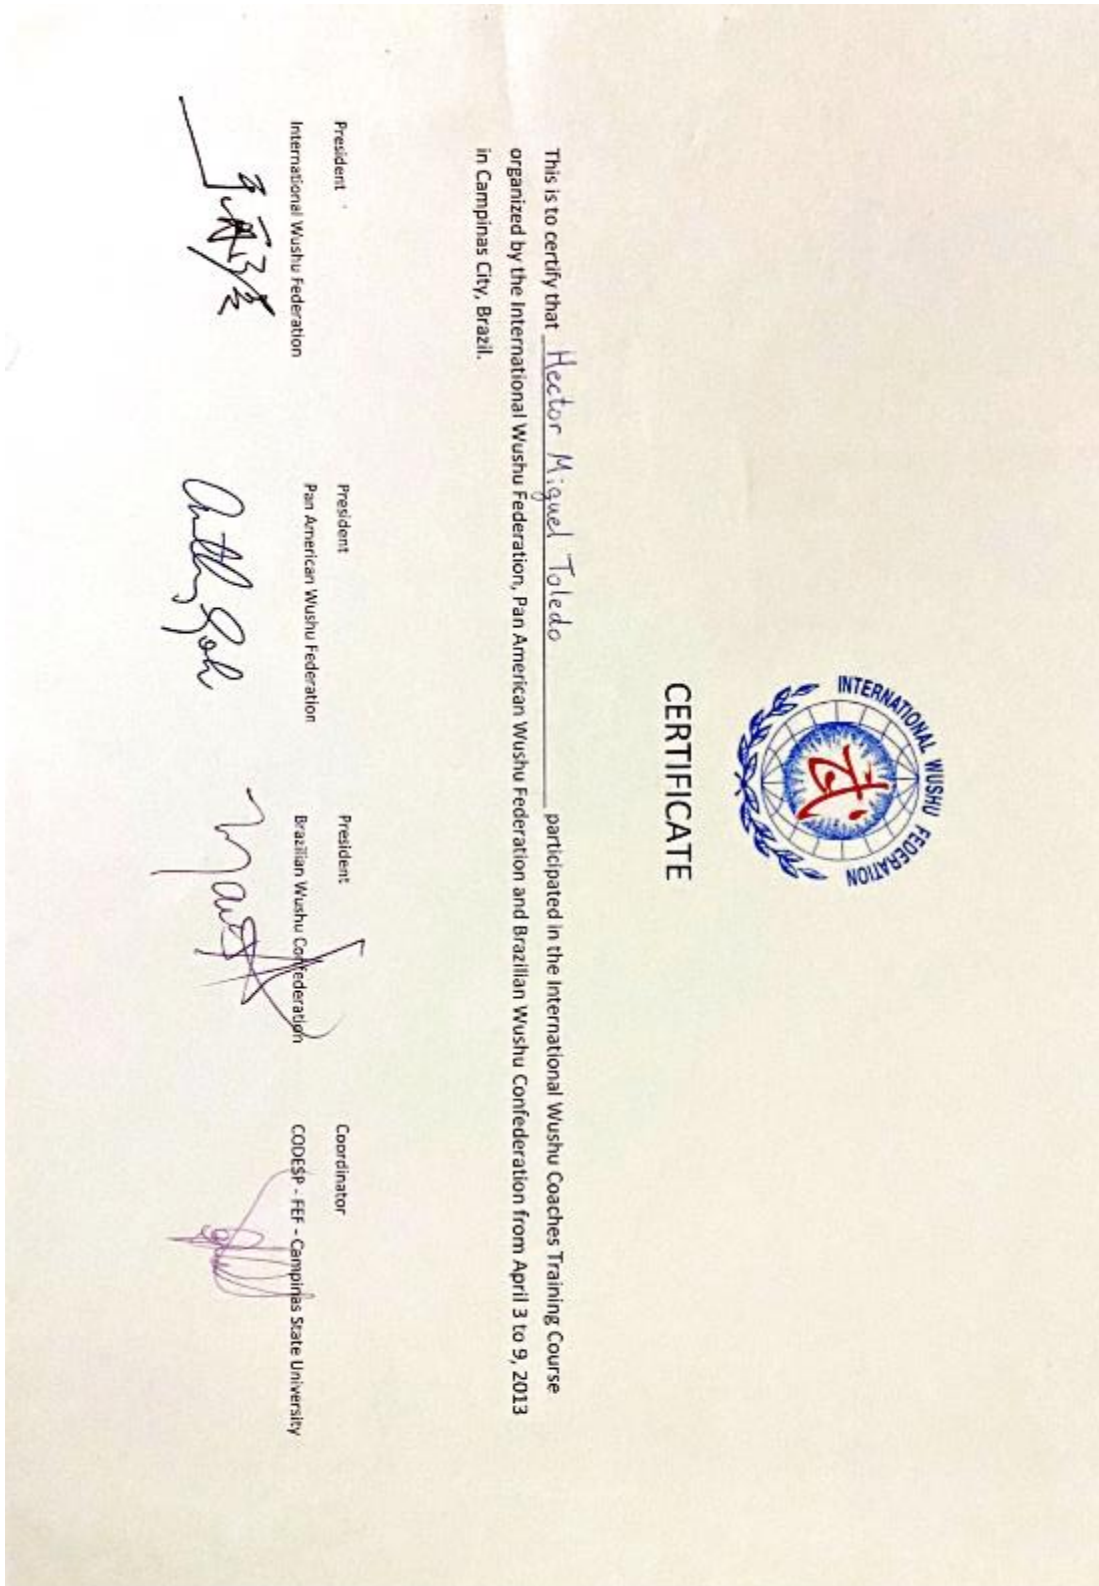 INTERNATIONAL WUSHU FEDERATION
武
CERTIFICATE
This is to certify that Hector Miguel Toledo participated in the International Wushu Coaches Training Course
organized by the International Wushu Federation, Pan American Wushu Federation and Brazilian Wushu Confederation from April 3 to 9, 2013
in Campinas City, Brazil.
President
International Wushu Federation
President
Pan American Wushu Federation
Anthony Goh
President
Brazilian Wushu Confederation
Coordinator
CODESP - FEF - Campinas State University